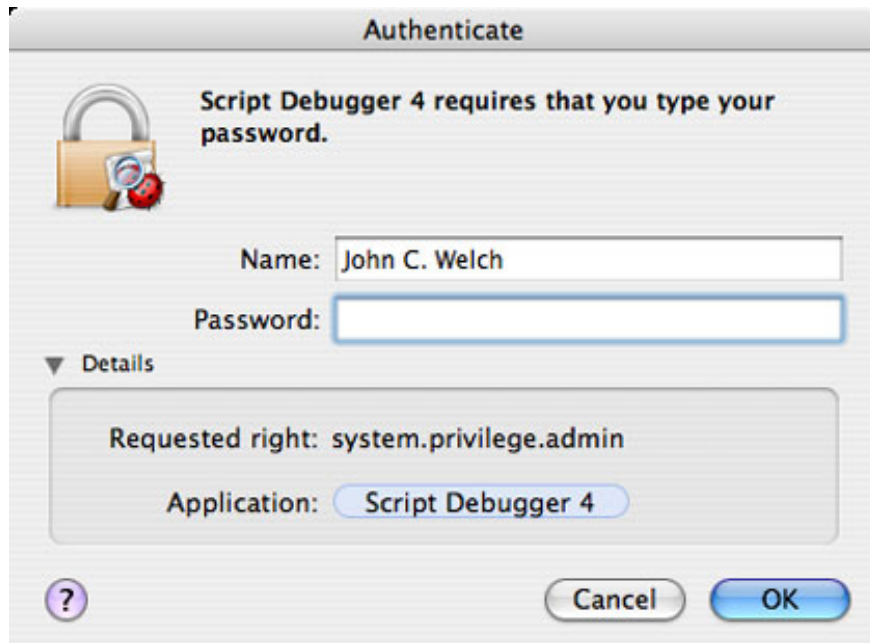 Authenticate
Script Debugger 4 requires that you type your
password.
Name: John C. Welch
Password:
Details
Requested right: system.privilege.admin
Application: Script Debugger 4
? Cancel OK